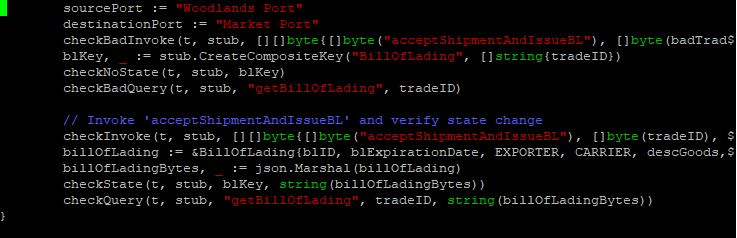 sourcePort := "Woodlands Port"
destinationPort := "Market Port"
checkBadInvoke(t, stub, [][]byte{[]byte("acceptShipmentAndIssueBL"), []byte(badTrad$
blKey, _ := stub.CreateCompositeKey("BillOfLading", []string{tradeID})
checkNoState(t, stub, blKey)
checkBadQuery(t, stub, "getBillOfLading", tradeID)

// Invoke 'acceptShipmentAndIssueBL' and verify state change
checkInvoke(t, stub, [][]byte{[]byte("acceptShipmentAndIssueBL"), []byte(tradeID), $
billOfLading := &BillOfLading{blID, blExpirationDate, EXPORTER, CARRIER, descGoods,$
billOfLadingBytes, _ := json.Marshal(billOfLading)
checkState(t, stub, blKey, string(billOfLadingBytes))
checkQuery(t, stub, "getBillOfLading", tradeID, string(billOfLadingBytes))
}